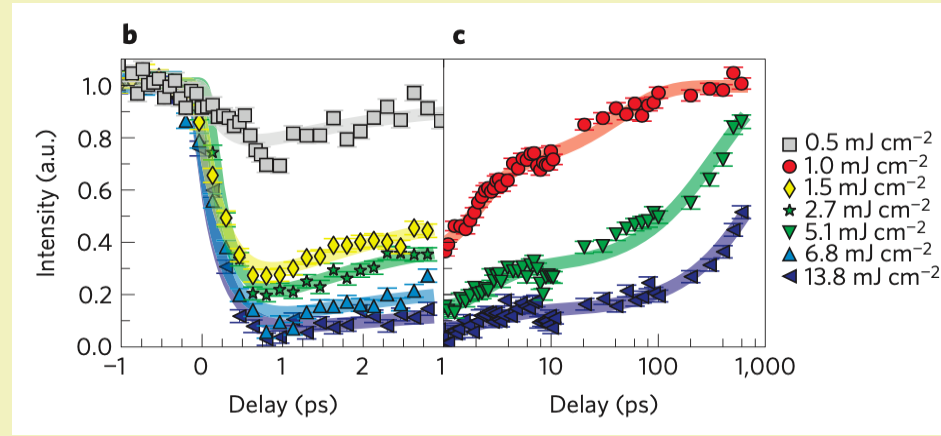 b
c
Intensity (a.u.)
1.0
0.8
0.6
0.4
0.2
0.0
−1 0 1 2 1 10 100 1,000
Delay (ps)
Delay (ps)
0.5 mJ cm⁻²
1.0 mJ cm⁻²
1.5 mJ cm⁻²
2.7 mJ cm⁻²
5.1 mJ cm⁻²
6.8 mJ cm⁻²
13.8 mJ cm⁻²